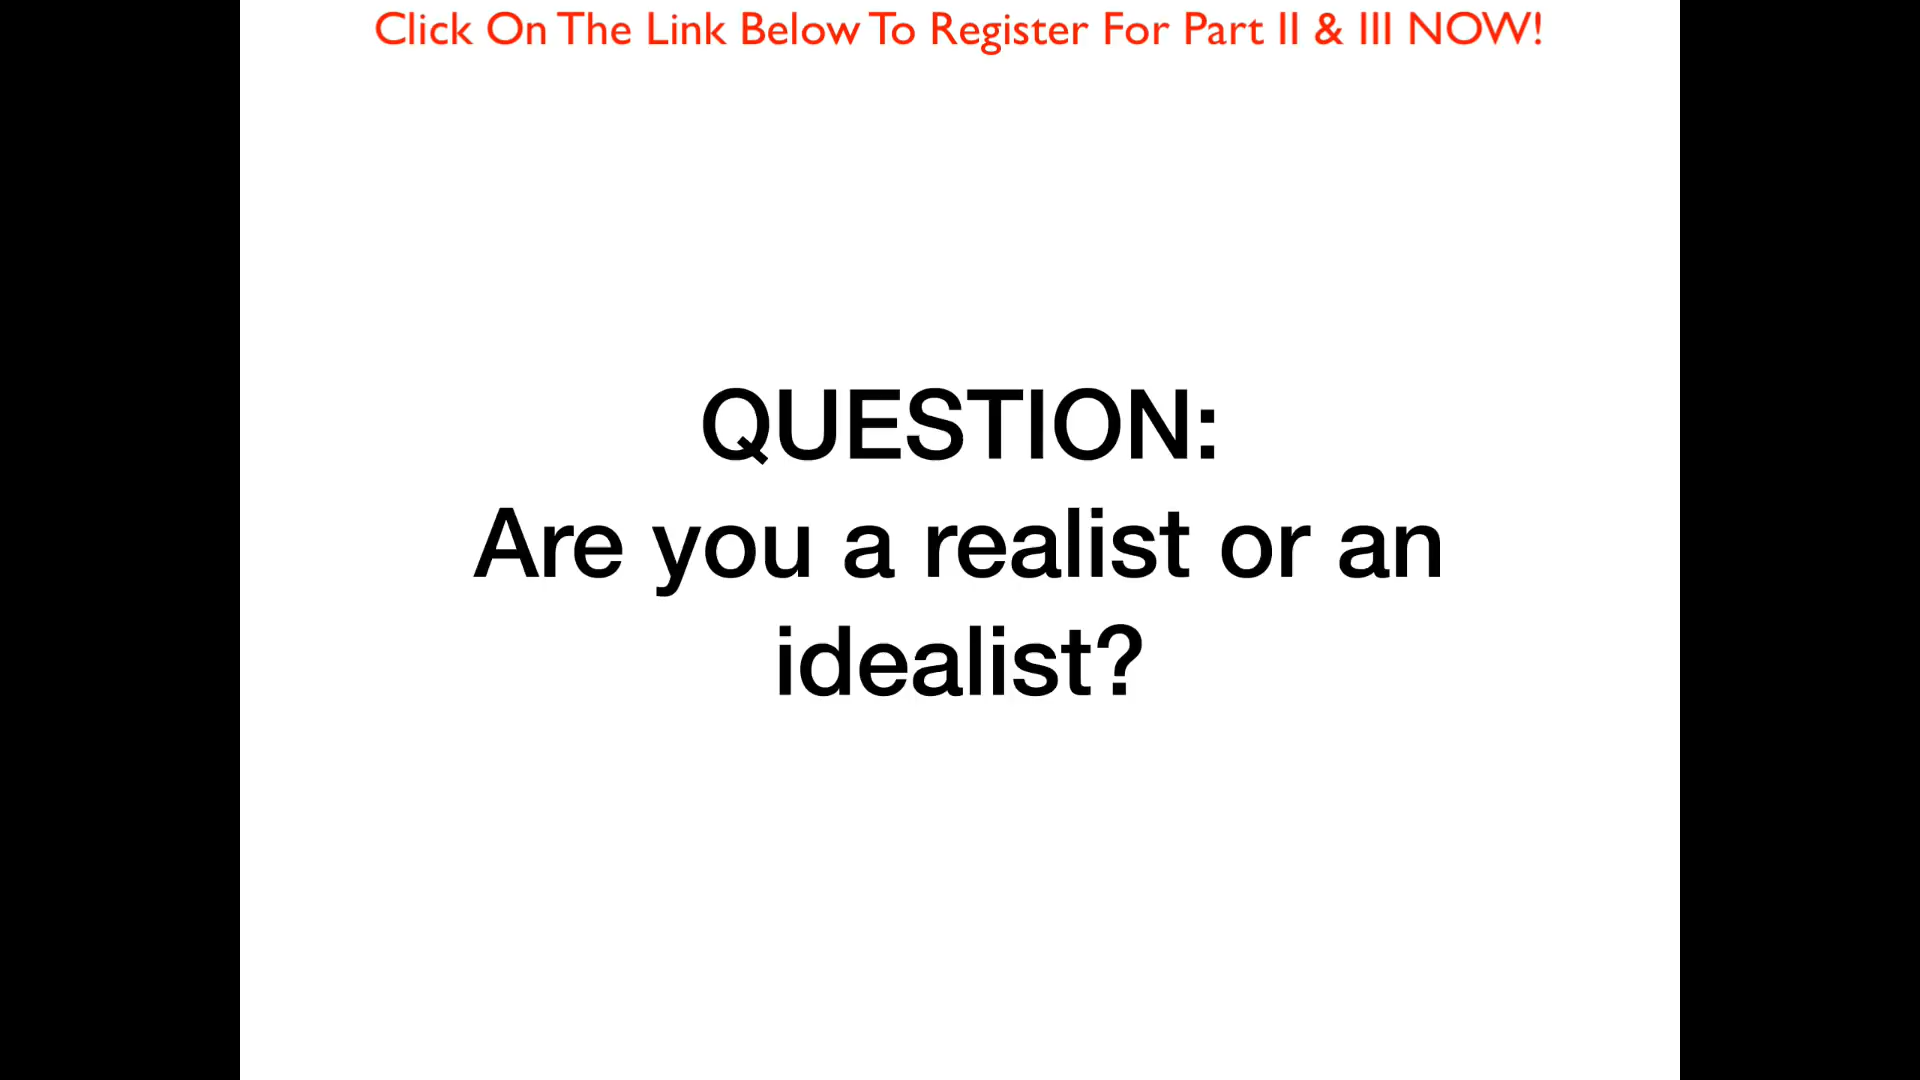 Click On The Link Below To Register For Part II & III NOW!
QUESTION:
Are you a realist or an
idealist?